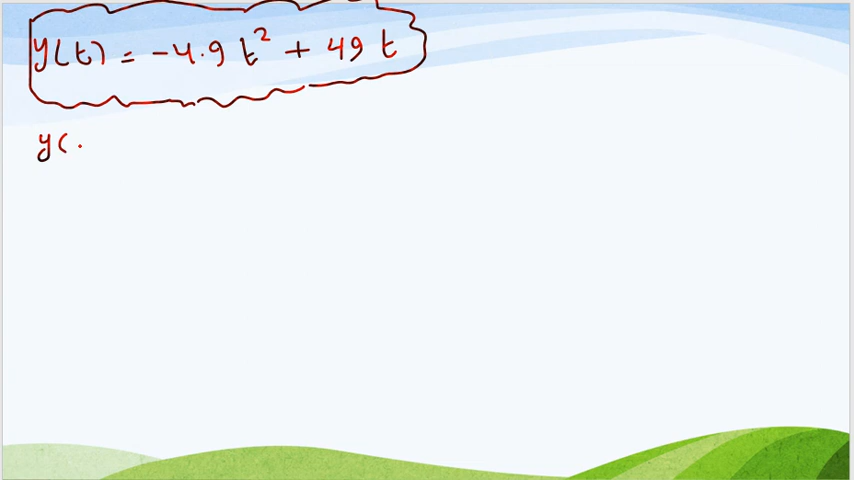 y(t) = -4.9 t² + 49 t
y(.